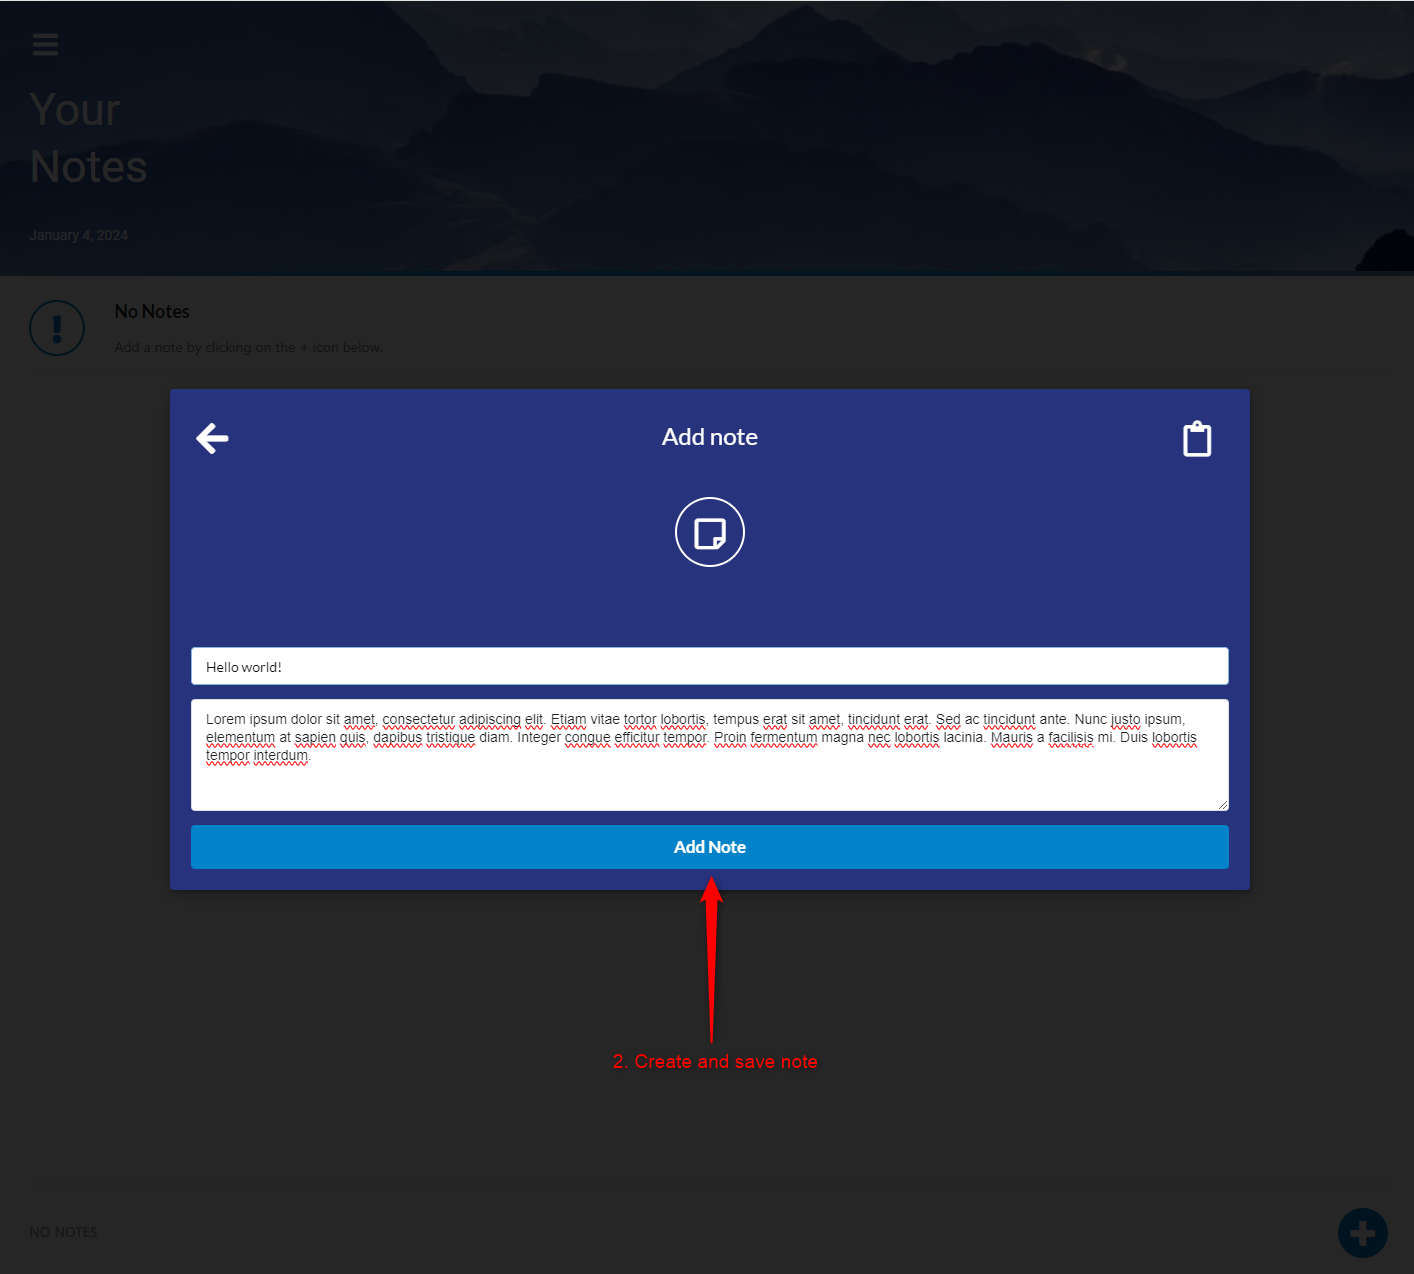 Your
Notes
January 4, 2024
No Notes
Add a note by clicking on the + icon below.
Add note
Hello world!
Lorem ipsum dolor sit amet, consectetur adipiscing elit. Etiam vitae tortor lobortis, tempus erat sit amet, tincidunt erat. Sed ac tincidunt ante. Nunc justo ipsum,
elementum at sapien quis, dapibus tristique diam. Integer congue efficitur tempor. Proin fermentum magna nec lobortis lacinia. Mauris a facilisis mi. Duis lobortis
tempor interdum.
Add Note
2. Create and save note
NO NOTES